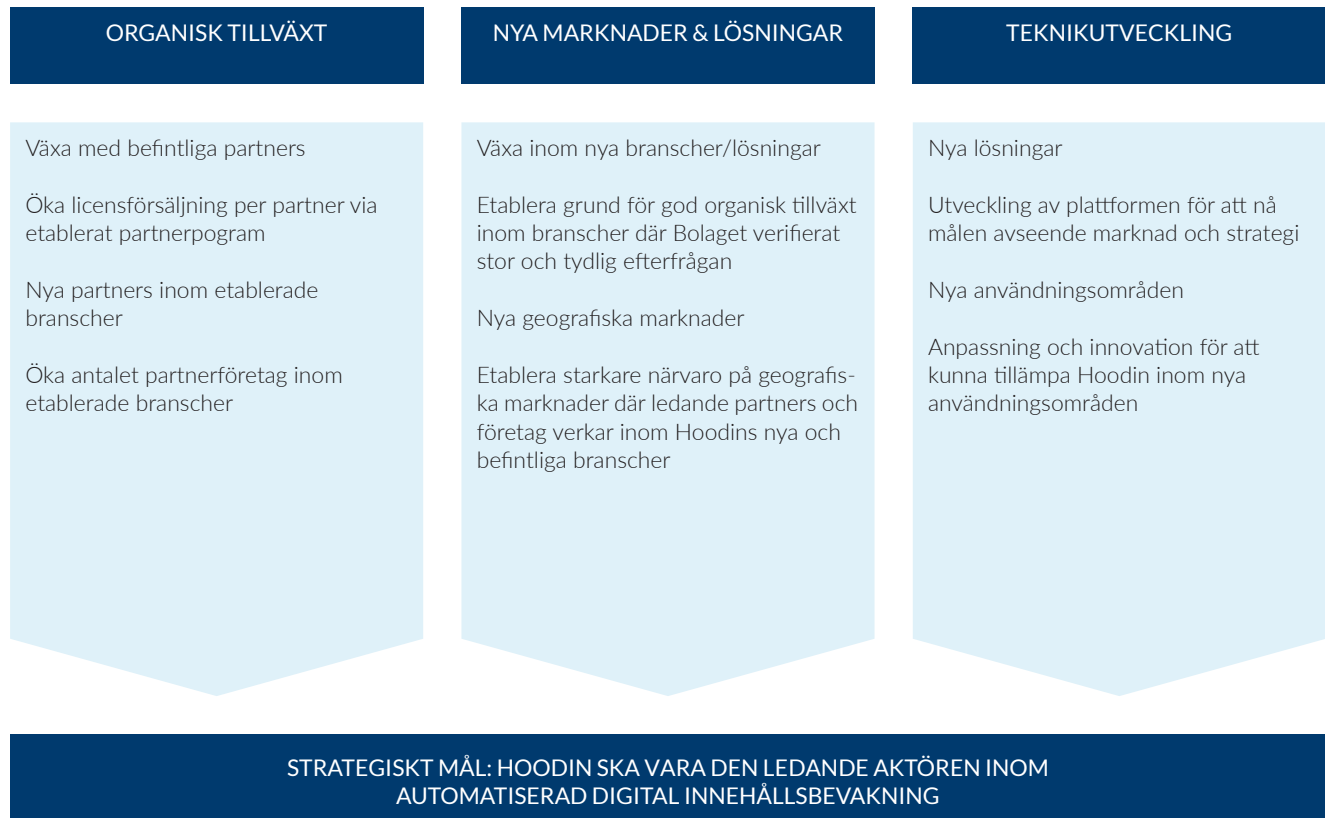 ORGANISK TILLVÄXT
Växa med befintliga partners
Öka licensförsäljning per partner via
etablerat partnerpogram
Nya partners inom etablerade
branscher
Öka antalet partnerföretag inom
etablerade branscher
NYA MARKNADER & LÖSNINGAR
Växa inom nya branscher/lösningar
Etablera grund för god organisk tillväxt
inom branscher där Bolaget verifierat
stor och tydlig efterfrågan
Nya geografiska marknader
Etablera starkare närvaro på geografis-
ka marknader där ledande partners och
företag verkar inom Hoodins nya och
befintliga branscher
TEKNIKUTVECKLING
Nya lösningar
Utveckling av plattformen för att nå
målen avseende marknad och strategi
Nya användningsområden
Anpassning och innovation för att
kunna tillämpa Hoodin inom nya
användningsområden
STRATEGISKT MÅL: HOODIN SKA VARA DEN LEDANDE AKTÖREN INOM
AUTOMATISERAD DIGITAL INNEHÅLLSBEVAKNING